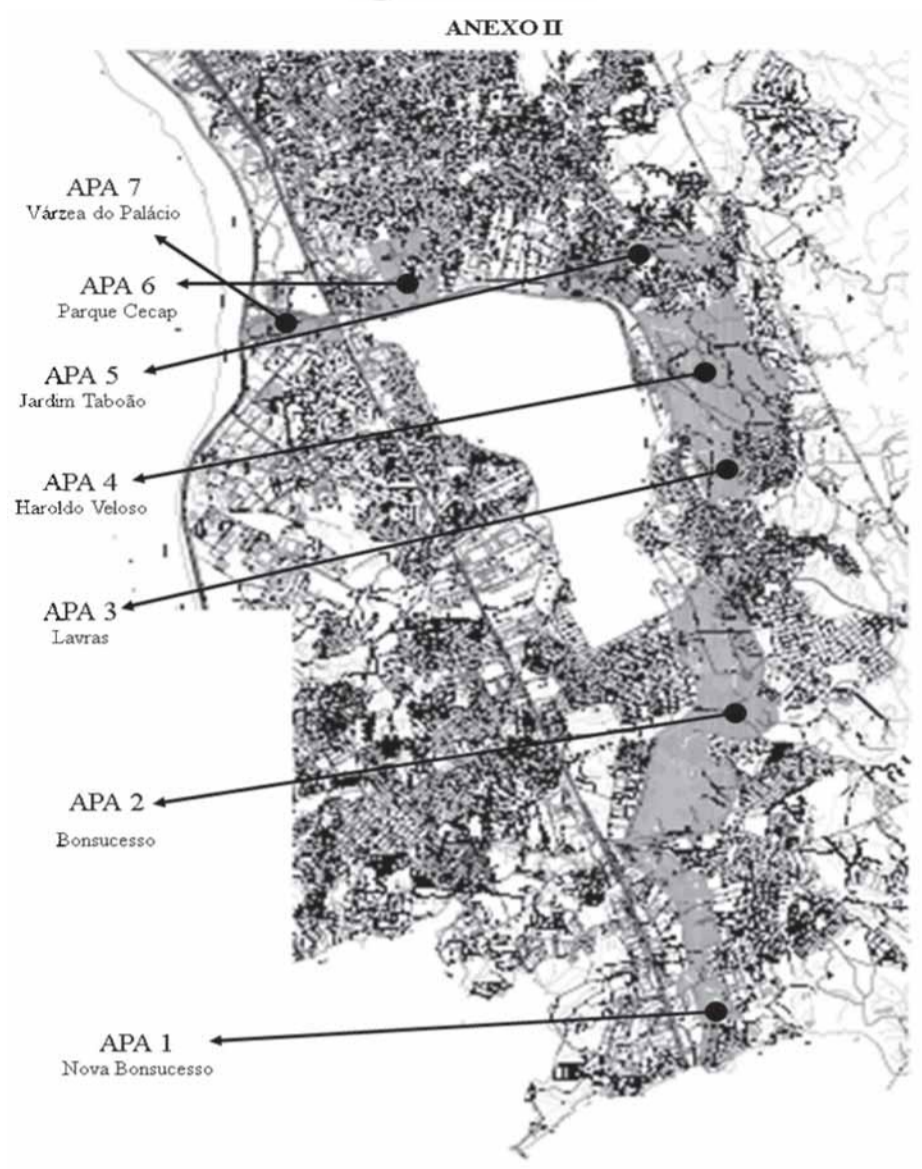 ANEXO II
APA 7
Várzea do Palácio
APA 6
Parque Cecap
APA 5
Jardim Taboão
APA 4
Haroldo Veloso
APA 3
Lavras
APA 2
Bonsucesso
APA 1
Nova Bonsucesso